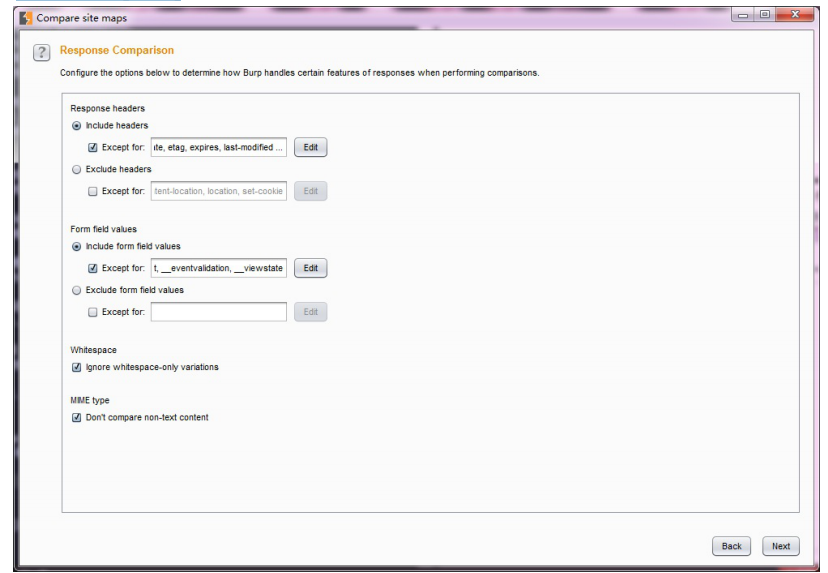 Compare site maps
?
Response Comparison
Configure the options below to determine how Burp handles certain features of responses when performing comparisons.
Response headers
Include headers
Except for: ite, etag, expires, last-modified ... Edit
Exclude headers
Except for: tent-location, location, set-cookie Edit
Form field values
Include form field values
Except for: t, __eventvalidation, __viewstate Edit
Exclude form field values
Except for: Edit
Whitespace
Ignore whitespace-only variations
MIME type
Don't compare non-text content
Back Next